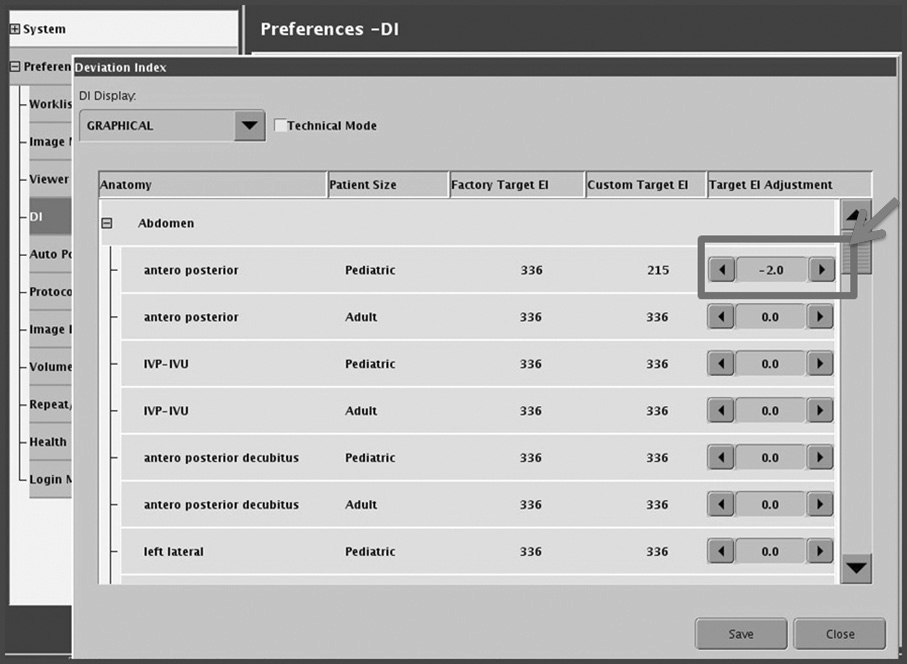 System
Preferences -DI
Preferen
Deviation Index
DI Display:
GRAPHICAL
Technical Mode
Worklis
Image
Viewer
DI
Auto Po
Protoco
Image
Volume
Repeat/
Health
Login M
Anatomy Patient Size Factory Target EI Custom Target EI Target EI Adjustment
Abdomen
antero posterior Pediatric 336 215 -2.0
antero posterior Adult 336 336 0.0
IVP-IVU Pediatric 336 336 0.0
IVP-IVU Adult 336 336 0.0
antero posterior decubitus Pediatric 336 336 0.0
antero posterior decubitus Adult 336 336 0.0
left lateral Pediatric 336 336 0.0
Save Close